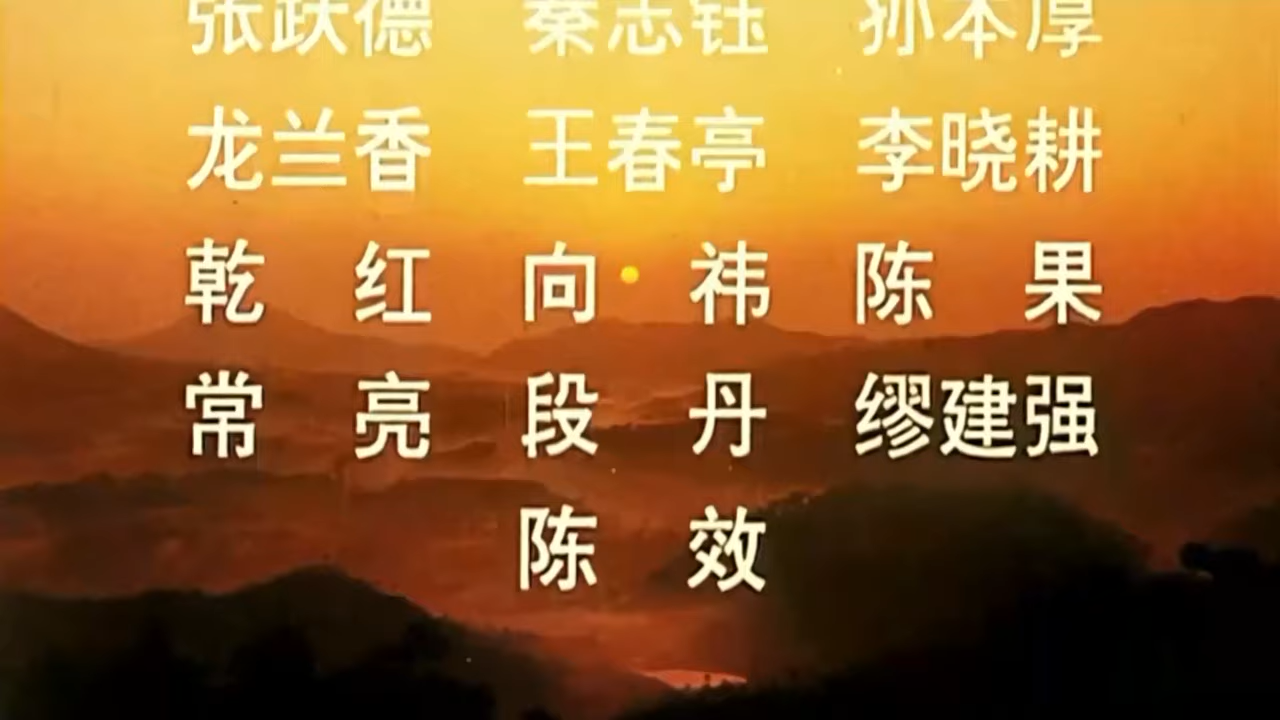 张跃德 秦志钰 孙本厚
龙兰香 王春亭 李晓耕
乾红 向祎 陈果
常亮 段丹 缪建强
陈效